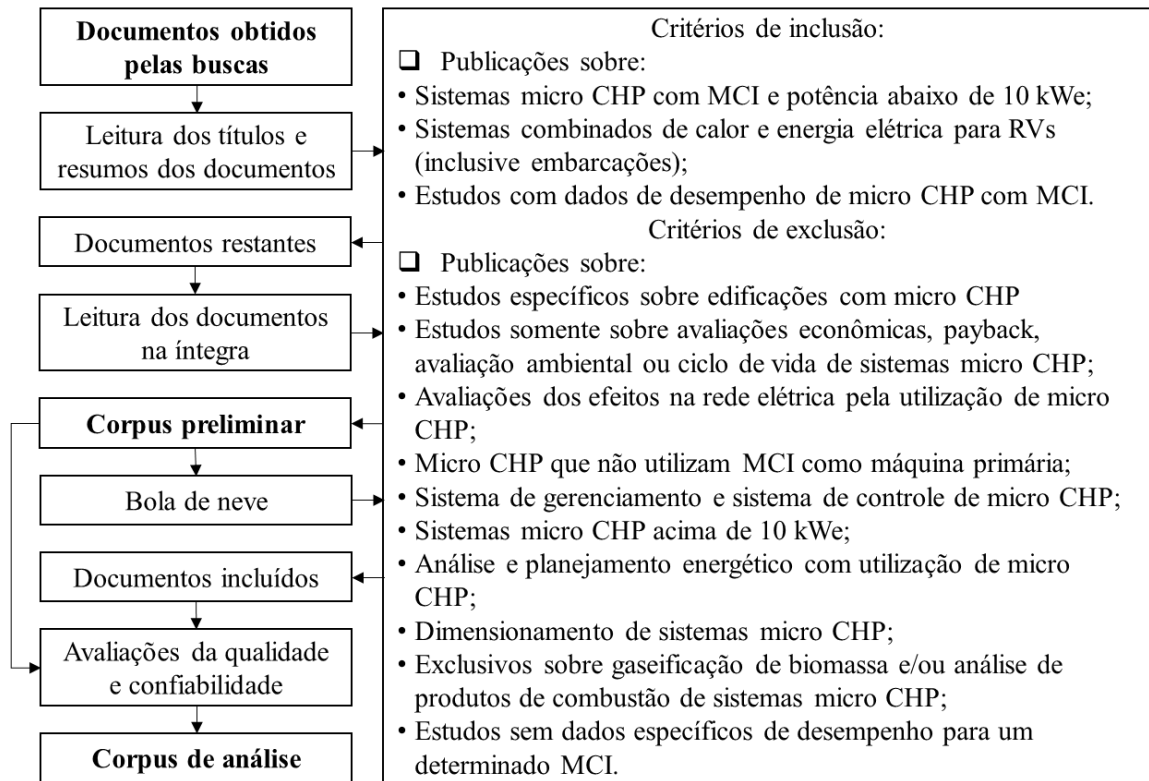 Documentos obtidos
pelas buscas
Leitura dos títulos e
resumos dos documentos
Documentos restantes
Leitura dos documentos
na íntegra
Corpus preliminar
Bola de neve
Documentos incluídos
Avaliações da qualidade
e confiabilidade
Corpus de análise
Critérios de inclusão:
❑ Publicações sobre:
• Sistemas micro CHP com MCI e potência abaixo de 10 kWe;
• Sistemas combinados de calor e energia elétrica para RVs
(inclusive embarcações);
• Estudos com dados de desempenho de micro CHP com MCI.
Critérios de exclusão:
❑ Publicações sobre:
• Estudos específicos sobre edificações com micro CHP
• Estudos somente sobre avaliações econômicas, payback,
avaliação ambiental ou ciclo de vida de sistemas micro CHP;
• Avaliações dos efeitos na rede elétrica pela utilização de micro
CHP;
• Micro CHP que não utilizam MCI como máquina primária;
• Sistema de gerenciamento e sistema de controle de micro CHP;
• Sistemas micro CHP acima de 10 kWe;
• Análise e planejamento energético com utilização de micro
CHP;
• Dimensionamento de sistemas micro CHP;
• Exclusivos sobre gaseificação de biomassa e/ou análise de
produtos de combustão de sistemas micro CHP;
• Estudos sem dados específicos de desempenho para um
determinado MCI.